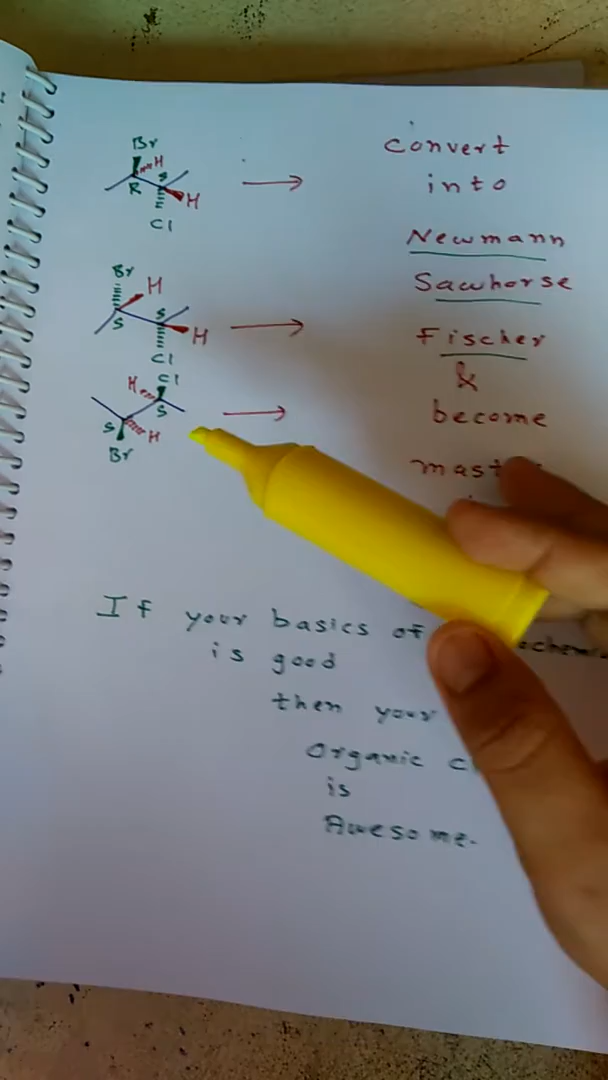 Br
H
R
S
H
Cl
convert
into
Newmann
Sawhorse
Fischer
&
become
Br
H
S
S
H
Cl
Cl
H
S
S
H
Br
If your basics of
is good
then your
Organic
is
Awesome.